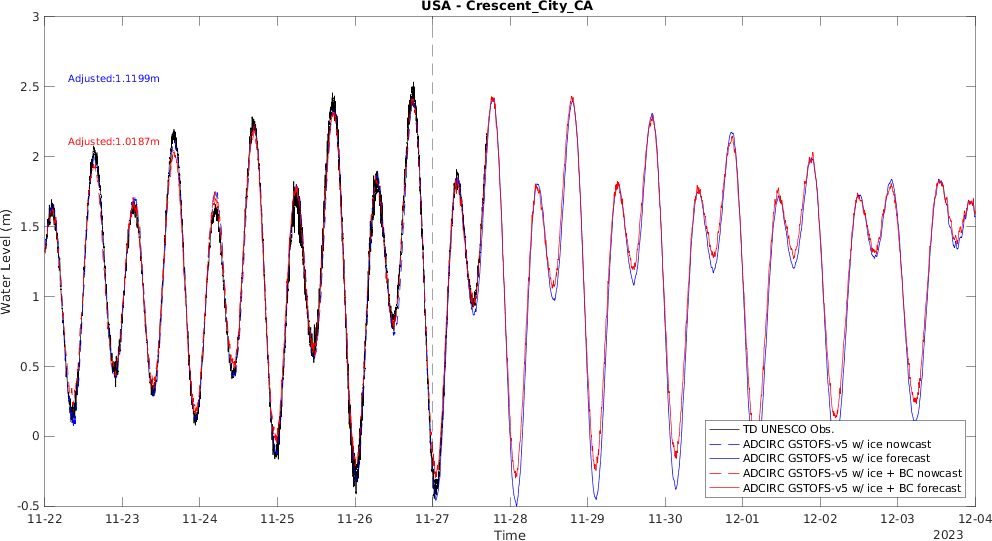 USA - Crescent_City_CA
3
2.5
2
1.5
1
0.5
0
-0.5
Water Level (m)
Adjusted:1.1199m
Adjusted:1.0187m
TD UNESCO Obs.
ADCIRC GSTOFS-v5 w/ ice nowcast
ADCIRC GSTOFS-v5 w/ ice forecast
ADCIRC GSTOFS-v5 w/ ice + BC nowcast
ADCIRC GSTOFS-v5 w/ ice + BC forecast
11-22 11-23 11-24 11-25 11-26 11-27 11-28 11-29 11-30 12-01 12-02 12-03 12-04
Time
2023